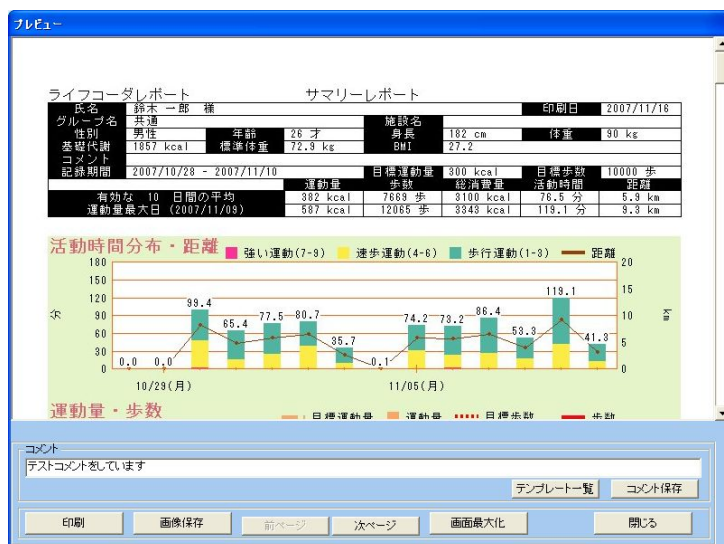 プレビュー
ライフコーダレポート サマリーレポート
氏名 鈴木 一郎 様 印刷日 2007/11/16
グループ名 共通 施設名
性別 男性 年齢 26 才 身長 182 cm 体重 90 kg
基礎代謝 1857 kcal 標準体重 72.9 kg BMI 27.2
コメント
記録期間 2007/10/28 - 2007/11/10 目標運動量 300 kcal 目標歩数 10000 歩
運動量 歩数 総消費量 活動時間 距離
有効な 10 日間の平均 382 kcal 7669 歩 3100 kcal 76.5 分 5.9 km
運動量最大日 (2007/11/09) 587 kcal 12065 歩 3343 kcal 119.1 分 9.3 km
活動時間分布・距離 強い運動(7-9) 速歩運動(4-6) 歩行運動(1-3) 距離
180 20
150
120 15
分 90 10 km
60
30 5
0 0
0.0 0.0 99.4 65.4 77.5 80.7 35.7 0.1 74.2 73.2 86.4 53.3 119.1 41.3
10/29(月) 11/05(月)
運動量・歩数 目標運動量 運動量 目標歩数 歩数
コメント
テストコメントをしています
テンプレート一覧 コメント保存
印刷 画像保存 前ページ 次ページ 画面最大化 閉じる